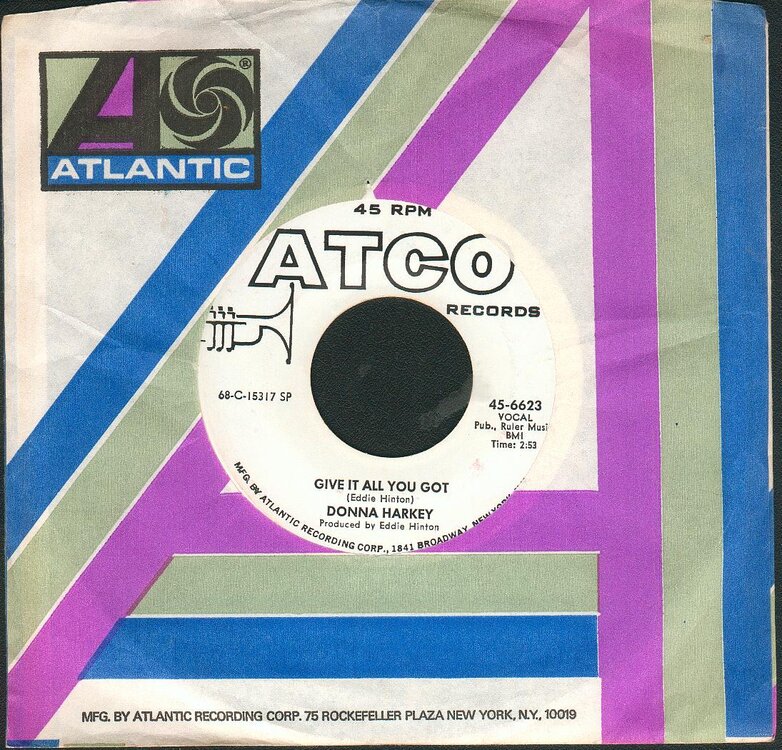 ATLANTIC
®
45 RPM
ATCO
RECORDS
68-C-15317 SP
45-6623
VOCAL
Pub., Ruler Musi
BMI
Time: 2:53
GIVE IT ALL YOU GOT
(Eddie Hinton)
DONNA HARKEY
Produced by Eddie Hinton
MFG. BY ATLANTIC RECORDING CORP., 1841 BROADWAY, NEW YORK
MFG. BY ATLANTIC RECORDING CORP. 75 ROCKEFELLER PLAZA NEW YORK, N.Y., 10019